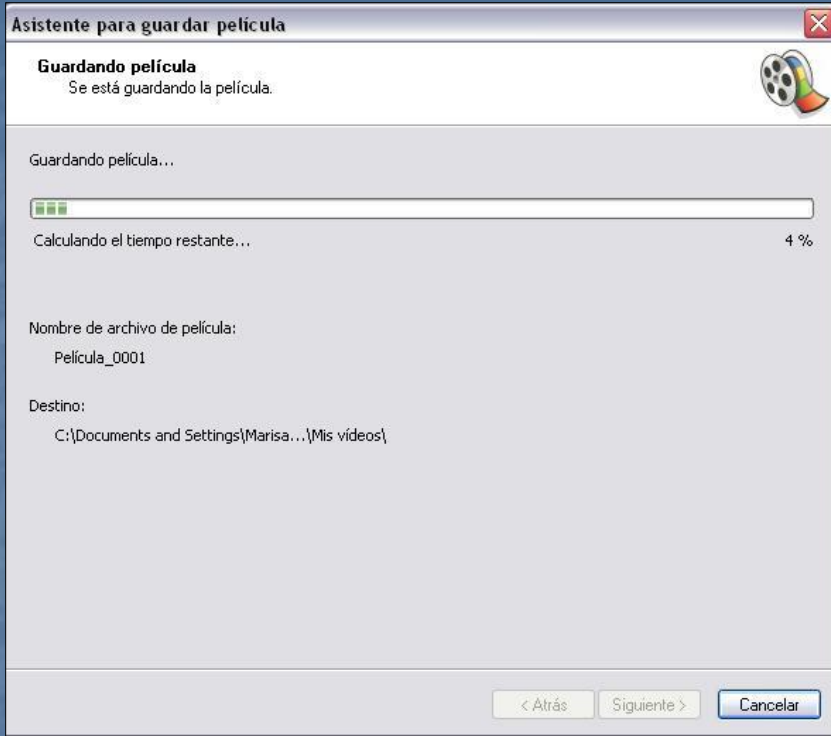 Asistente para guardar película
Guardando película
Se está guardando la película.
Guardando película...
Calculando el tiempo restante...
4 %
Nombre de archivo de película:
Película_0001
Destino:
C:\Documents and Settings\Marisa...\Mis vídeos\
< Atrás
Siguiente >
Cancelar